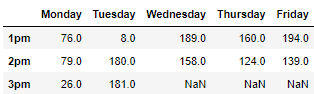 Monday Tuesday Wednesday Thursday Friday
1pm 76.0 8.0 189.0 160.0 194.0
2pm 79.0 180.0 158.0 124.0 139.0
3pm 26.0 181.0 NaN NaN NaN